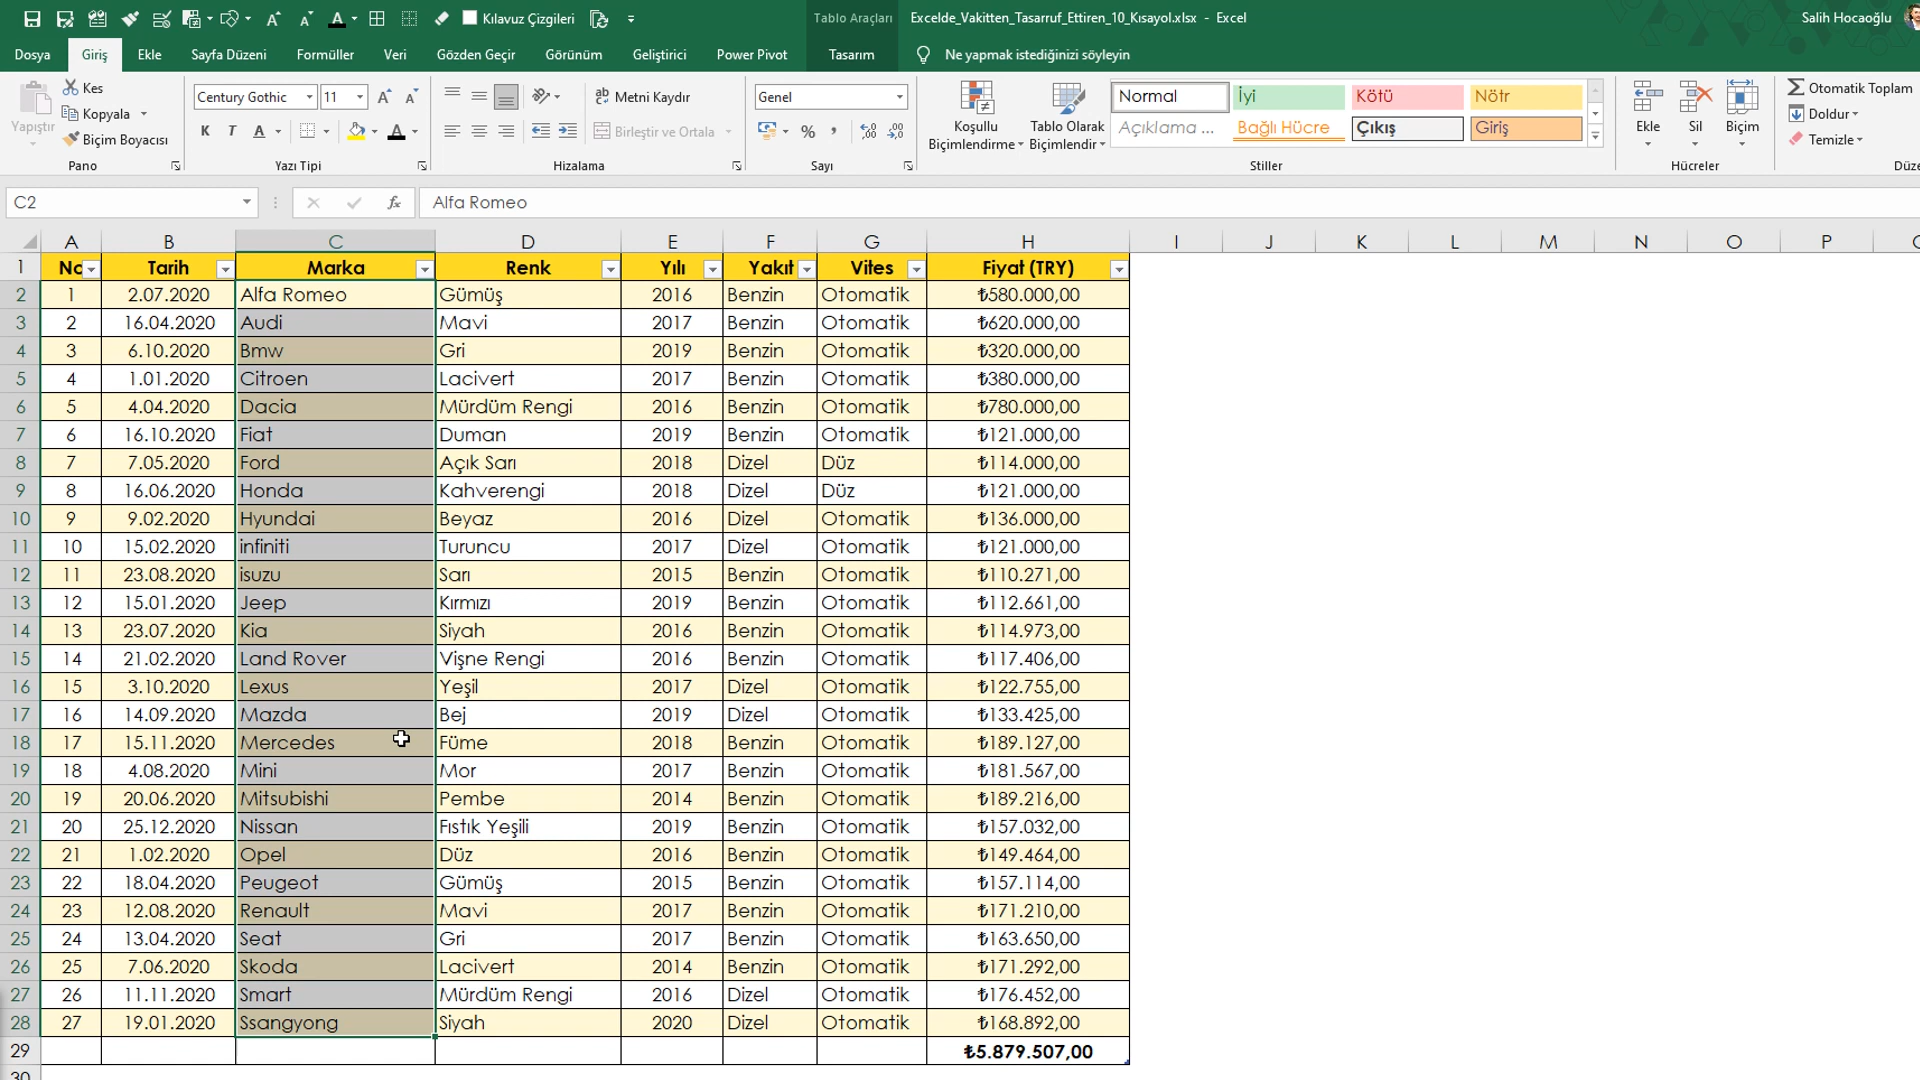 Kılavuz Çizgileri
Tablo Araçları
Excelde_Vakitten_Tasarruf_Ettiren_10_Kısayol.xlsx - Excel
Salih Hocaoğlu
Dosya Giriş Ekle Sayfa Düzeni Formüller Veri Gözden Geçir Görünüm Geliştirici Power Pivot Tasarım Ne yapmak istediğinizi söyleyin
Yapıştır
Kes
Kopyala
Biçim Boyacısı
Pano
Century Gothic 11
K T A
Yazı Tipi
Metni Kaydır
Birleştir ve Ortala
Hizalama
Genel
Sayı
Koşullu Biçimlendirme
Tablo Olarak Biçimlendir
Normal İyi Kötü Nötr
Açıklama ... Bağlı Hücre Çıkış Giriş
Stiller
Ekle Sil Biçim
Hücreler
Otomatik Toplam
Doldur
Temizle
Düze
C2 fx Alfa Romeo
A B C D E F G H I J K L M N O P
1 No Tarih Marka Renk Yılı Yakıt Vites Fiyat (TRY)
2 1 2.07.2020 Alfa Romeo Gümüş 2016 Benzin Otomatik ₺580.000,00
3 2 16.04.2020 Audi Mavi 2017 Benzin Otomatik ₺620.000,00
4 3 6.10.2020 Bmw Gri 2019 Benzin Otomatik ₺320.000,00
5 4 1.01.2020 Citroen Lacivert 2017 Benzin Otomatik ₺380.000,00
6 5 4.04.2020 Dacia Mürdüm Rengi 2016 Benzin Otomatik ₺780.000,00
7 6 16.10.2020 Fiat Duman 2019 Benzin Otomatik ₺121.000,00
8 7 7.05.2020 Ford Açık Sarı 2018 Dizel Düz ₺114.000,00
9 8 16.06.2020 Honda Kahverengi 2018 Dizel Düz ₺121.000,00
10 9 9.02.2020 Hyundai Beyaz 2016 Dizel Otomatik ₺136.000,00
11 10 15.02.2020 infiniti Turuncu 2017 Dizel Otomatik ₺121.000,00
12 11 23.08.2020 isuzu Sarı 2015 Benzin Otomatik ₺110.271,00
13 12 15.01.2020 Jeep Kırmızı 2019 Benzin Otomatik ₺112.661,00
14 13 23.07.2020 Kia Siyah 2016 Benzin Otomatik ₺114.973,00
15 14 21.02.2020 Land Rover Vişne Rengi 2016 Benzin Otomatik ₺117.406,00
16 15 3.10.2020 Lexus Yeşil 2017 Dizel Otomatik ₺122.755,00
17 16 14.09.2020 Mazda Bej 2019 Dizel Otomatik ₺133.425,00
18 17 15.11.2020 Mercedes Füme 2018 Benzin Otomatik ₺189.127,00
19 18 4.08.2020 Mini Mor 2017 Benzin Otomatik ₺181.567,00
20 19 20.06.2020 Mitsubishi Pembe 2014 Benzin Otomatik ₺189.216,00
21 20 25.12.2020 Nissan Fıstık Yeşili 2019 Benzin Otomatik ₺157.032,00
22 21 1.02.2020 Opel Düz 2016 Benzin Otomatik ₺149.464,00
23 22 18.04.2020 Peugeot Gümüş 2015 Benzin Otomatik ₺157.114,00
24 23 12.08.2020 Renault Mavi 2017 Benzin Otomatik ₺171.210,00
25 24 13.04.2020 Seat Gri 2017 Benzin Otomatik ₺163.650,00
26 25 7.06.2020 Skoda Lacivert 2014 Benzin Otomatik ₺171.292,00
27 26 11.11.2020 Smart Mürdüm Rengi 2016 Dizel Otomatik ₺176.452,00
28 27 19.01.2020 Ssangyong Siyah 2020 Dizel Otomatik ₺168.892,00
29 ₺5.879.507,00
30